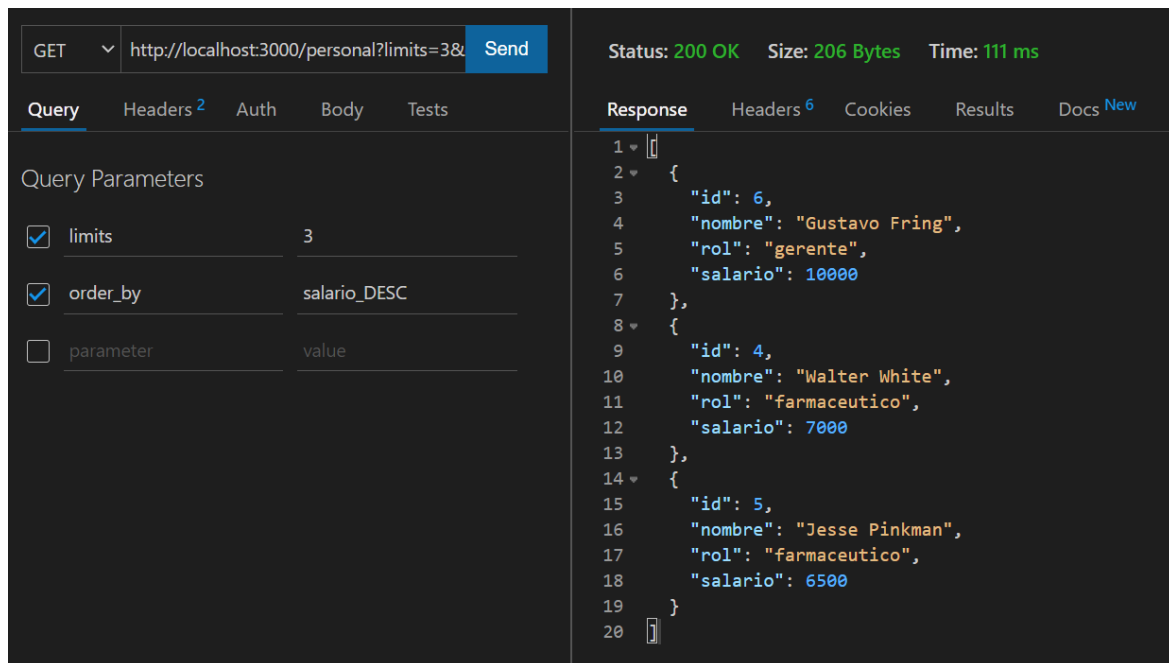 GET http://localhost:3000/personal?limits=3& Send
Query Headers 2 Auth Body Tests
Query Parameters
limits 3
order_by salario_DESC
parameter value
Status: 200 OK Size: 206 Bytes Time: 111 ms
Response Headers 6 Cookies Results Docs New
1 [
2 {
3 "id": 6,
4 "nombre": "Gustavo Fring",
5 "rol": "gerente",
6 "salario": 10000
7 },
8 {
9 "id": 4,
10 "nombre": "Walter White",
11 "rol": "farmaceutico",
12 "salario": 7000
13 },
14 {
15 "id": 5,
16 "nombre": "Jesse Pinkman",
17 "rol": "farmaceutico",
18 "salario": 6500
19 }
20 ]